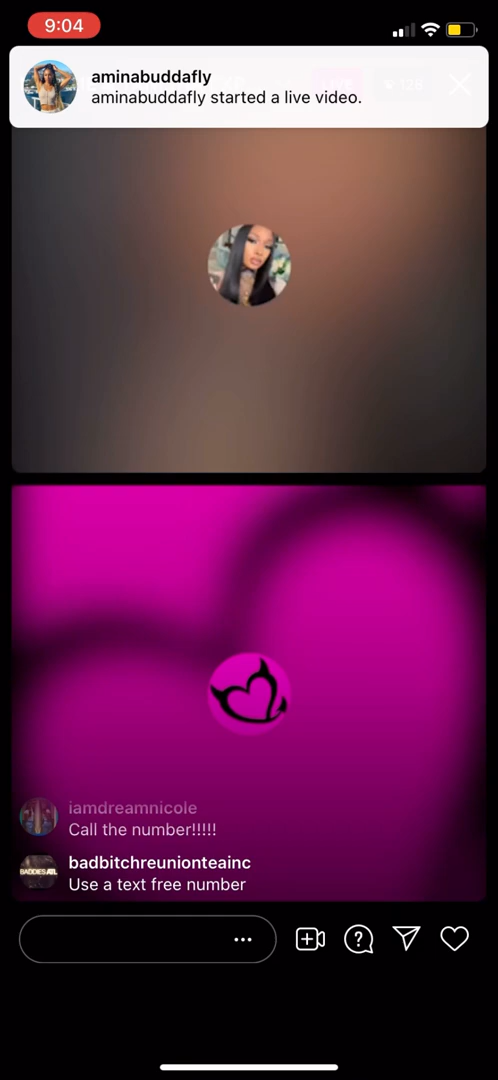 9:04
aminabuddafly
aminabuddafly started a live video.
iamdreamnicole
Call the number!!!!!
badbitchreunionteainc
BADDIES ATL
Use a text free number